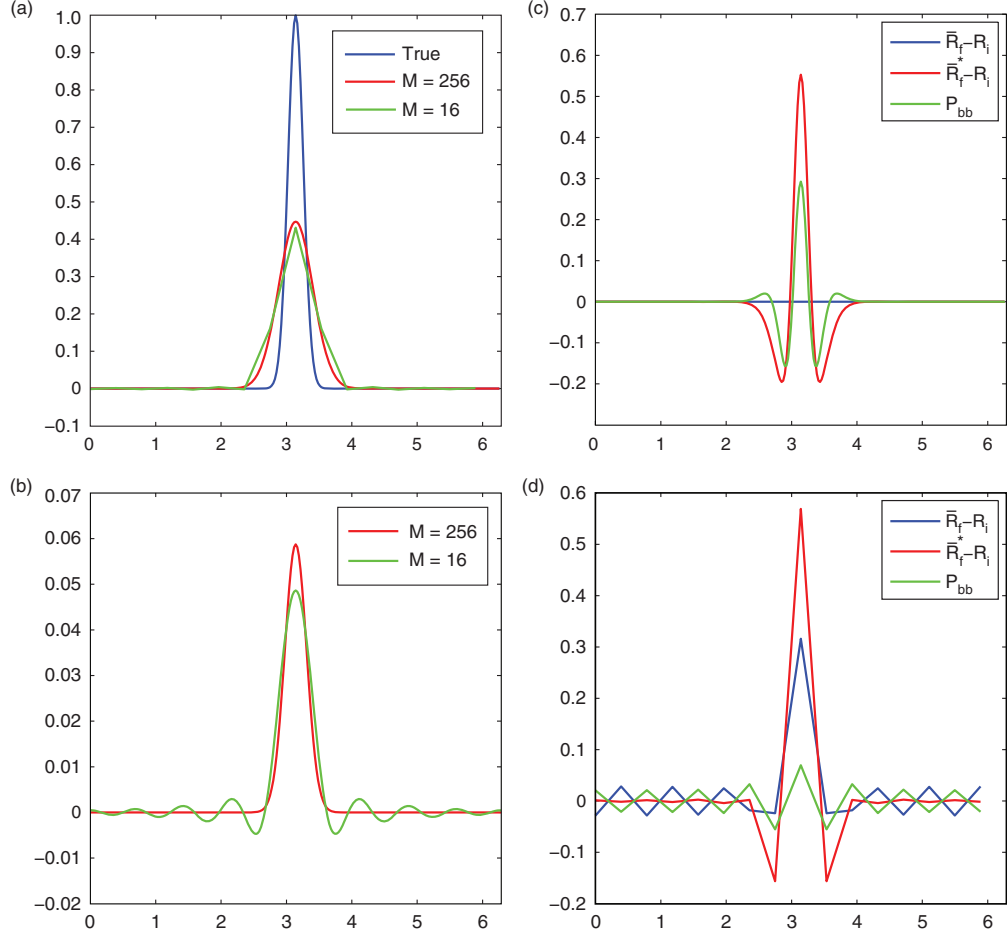 (a)
1.0
0.9
0.8
0.7
0.6
0.5
0.4
0.3
0.2
0.1
0
−0.1
0 1 2 3 4 5 6
True
M = 256
M = 16
(c)
0.7
0.6
0.5
0.4
0.3
0.2
0.1
0
−0.1
−0.2
0 1 2 3 4 5 6
R̅f−Ri
R̅*f−Ri
Pbb
(b)
0.07
0.06
0.05
0.04
0.03
0.02
0.01
0
−0.01
−0.02
0 1 2 3 4 5 6
M = 256
M = 16
(d)
0.6
0.5
0.4
0.3
0.2
0.1
0
−0.1
−0.2
0 1 2 3 4 5 6
R̅f−Ri
R̅*f−Ri
Pbb